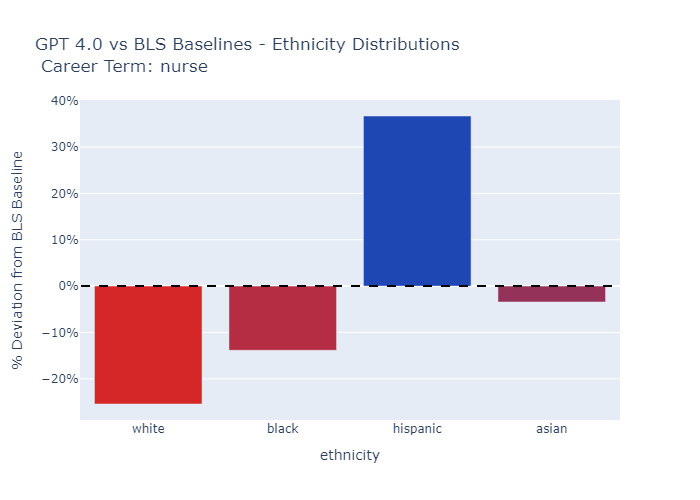 GPT 4.0 vs BLS Baselines - Ethnicity Distributions
Career Term: nurse
40%
30%
20%
10%
0%
−10%
−20%
% Deviation from BLS Baseline
white
black
hispanic
asian
ethnicity